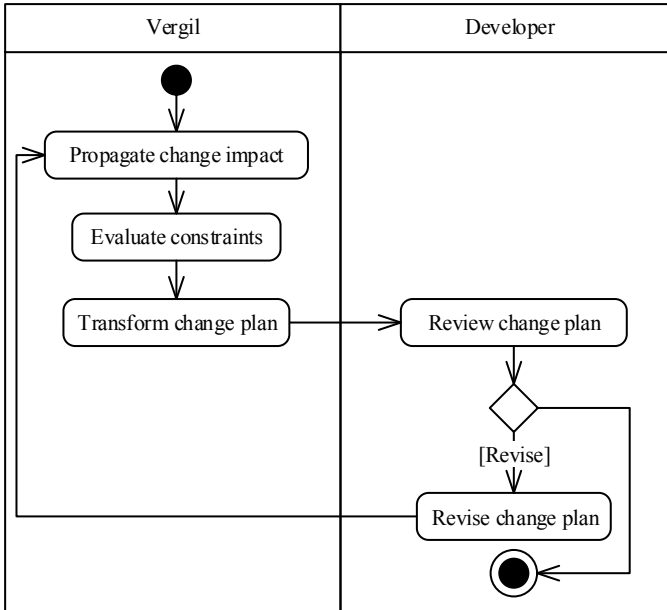 Vergil
Developer
Propagate change impact
Evaluate constraints
Transform change plan
Review change plan
[Revise]
Revise change plan